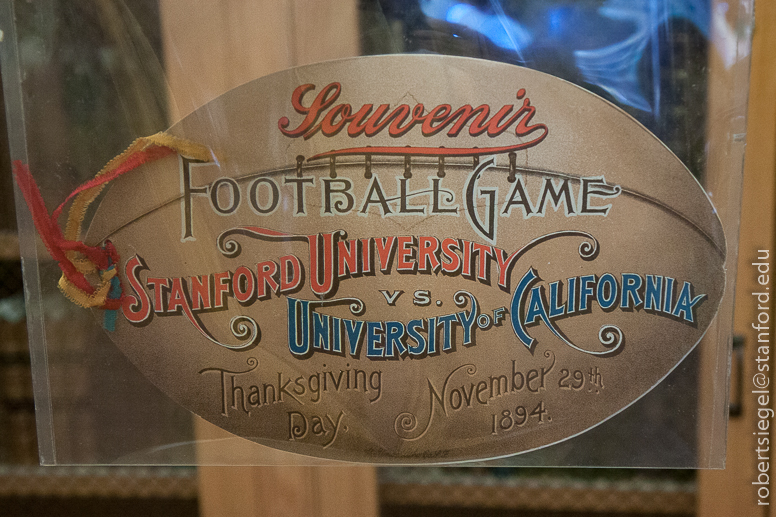 Souvenir
FOOTBALL GAME
STANFORD UNIVERSITY
VS.
UNIVERSITY OF CALIFORNIA
Thanksgiving Day.
November 29th 1894.
robertsiegel@stanford.edu